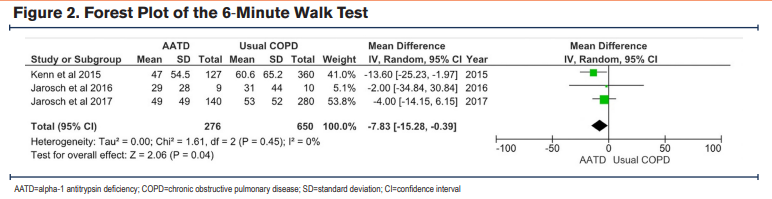 Figure 2. Forest Plot of the 6-Minute Walk Test
AATD Usual COPD Mean Difference Mean Difference
Study or Subgroup Mean SD Total Mean SD Total Weight IV, Random, 95% CI Year IV, Random, 95% CI
Kenn et al 2015 47 54.5 127 60.6 65.2 360 41.0% -13.60 [-25.23, -1.97] 2015
Jarosch et al 2016 29 28 9 31 44 10 5.1% -2.00 [-34.84, 30.84] 2016
Jarosch et al 2017 49 49 140 53 52 280 53.8% -4.00 [-14.15, 6.15] 2017
Total (95% CI) 276 650 100.0% -7.83 [-15.28, -0.39]
Heterogeneity: Tau² = 0.00; Chi² = 1.61, df = 2 (P = 0.45); I² = 0%
Test for overall effect: Z = 2.06 (P = 0.04)
-100 -50 0 50 100
AATD Usual COPD
AATD=alpha-1 antitrypsin deficiency; COPD=chronic obstructive pulmonary disease; SD=standard deviation; CI=confidence interval